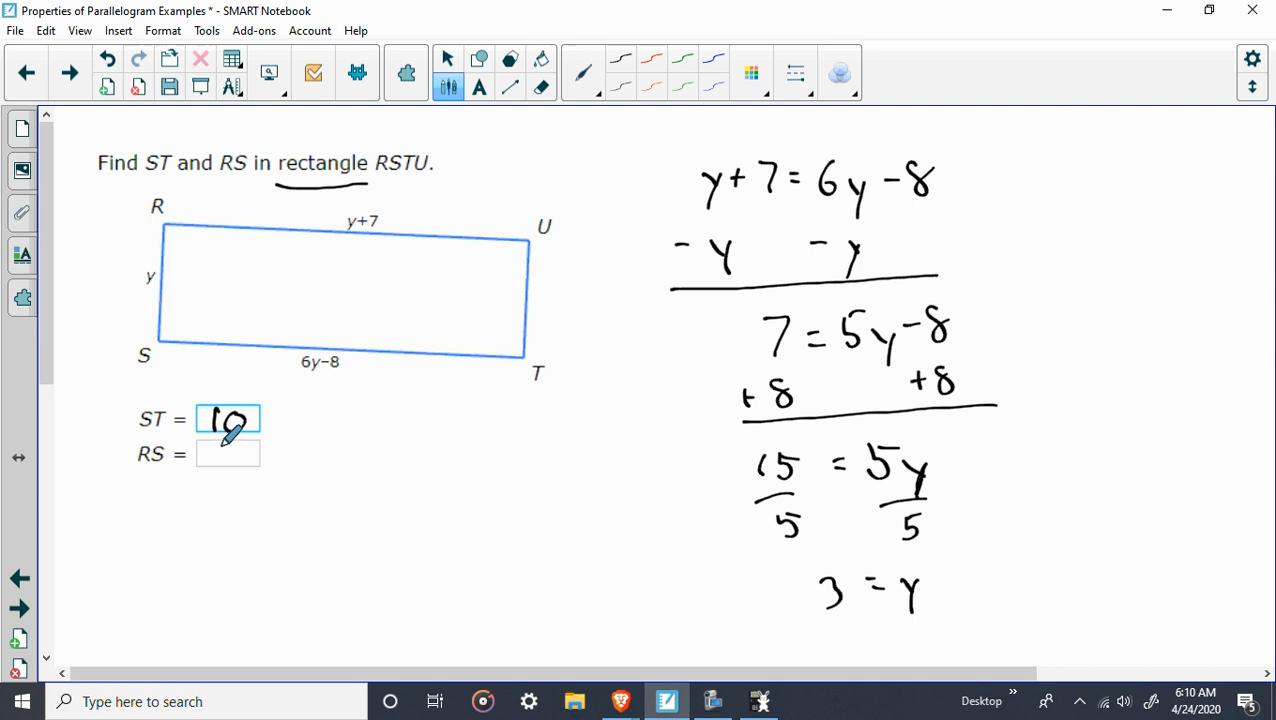 Properties of Parallelogram Examples * - SMART Notebook
File Edit View Insert Format Tools Add-ons Account Help
Find ST and RS in rectangle RSTU.
R
y+7
U
y
S
6y−8
T
ST = 10
RS =
y+7=6y-8
-y -y
7=5y-8
+8 +8
15 = 5y
5 5
3 = y
Type here to search
Desktop
»
6:10 AM
4/24/2020
5